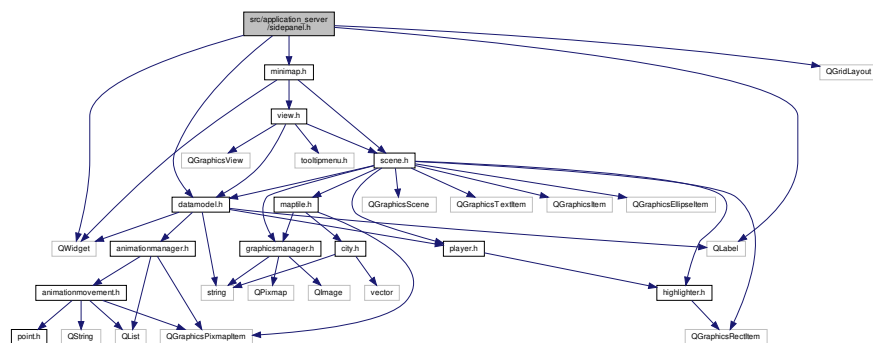 src/application_server
/sidepanel.h
minimap.h
QGridLayout
view.h
QGraphicsView
tooltipmenu.h
scene.h
datamodel.h
maptile.h
QGraphicsScene
QGraphicsTextItem
QGraphicsItem
QGraphicsEllipseItem
QWidget
animationmanager.h
graphicsmanager.h
city.h
player.h
QLabel
animationmovement.h
string
QPixmap
QImage
vector
highlighter.h
point.h
QString
QList
QGraphicsPixmapItem
QGraphicsRectItem